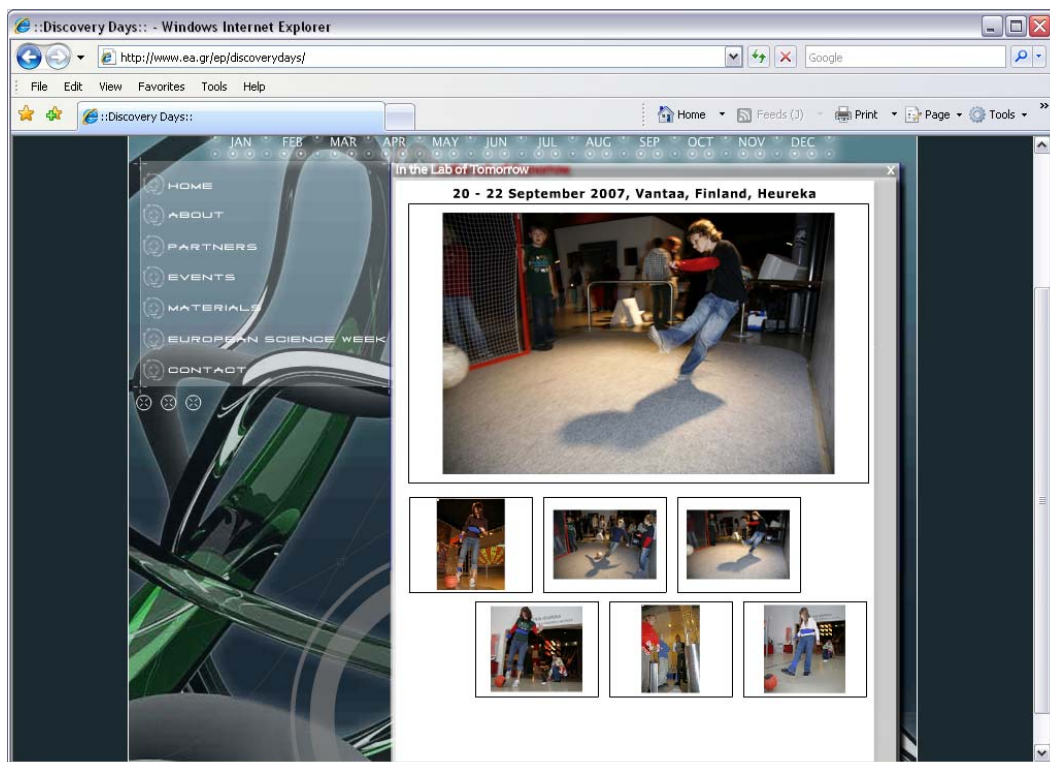 ::Discovery Days:: - Windows Internet Explorer
http://www.ea.gr/ep/discoverydays/
Google
File Edit View Favorites Tools Help
::Discovery Days::
Home Feeds (J) Print Page Tools »
JAN FEB MAR APR MAY JUN JUL AUG SEP OCT NOV DEC
In the Lab of Tomorrow X
20 - 22 September 2007, Vantaa, Finland, Heureka
HOME
ABOUT
PARTNERS
EVENTS
MATERIALS
EUROPEAN SCIENCE WEEK
CONTACT